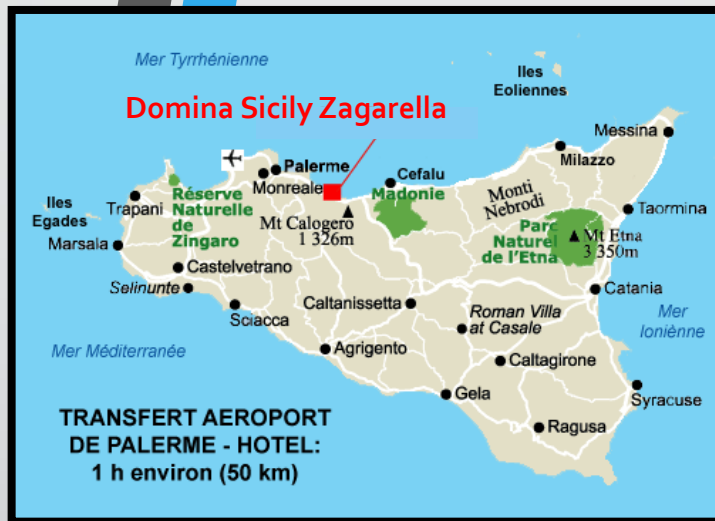 Mer Tyrrhénienne
Iles
Eoliennes
Domina Sicily Zagarella
Messina
Palerme
Milazzo
Monreale
Cefalu
Réserve
Naturelle
de
Zingaro
Madonie
Monti
Nebrodi
Iles
Egades
Trapani
Taormina
Mt Calogero
1 326m
Parc
Naturel
de l'Etna
Mt Etna
3 350m
Marsala
Castelvetrano
Selinunte
Catania
Caltanissetta
Roman Villa
at Casale
Mer
Ioniènne
Sciacca
Mer Méditerranée
Agrigento
Caltagirone
Gela
Syracuse
Ragusa
TRANSFERT AEROPORT
DE PALERME - HOTEL:
1 h environ (50 km)